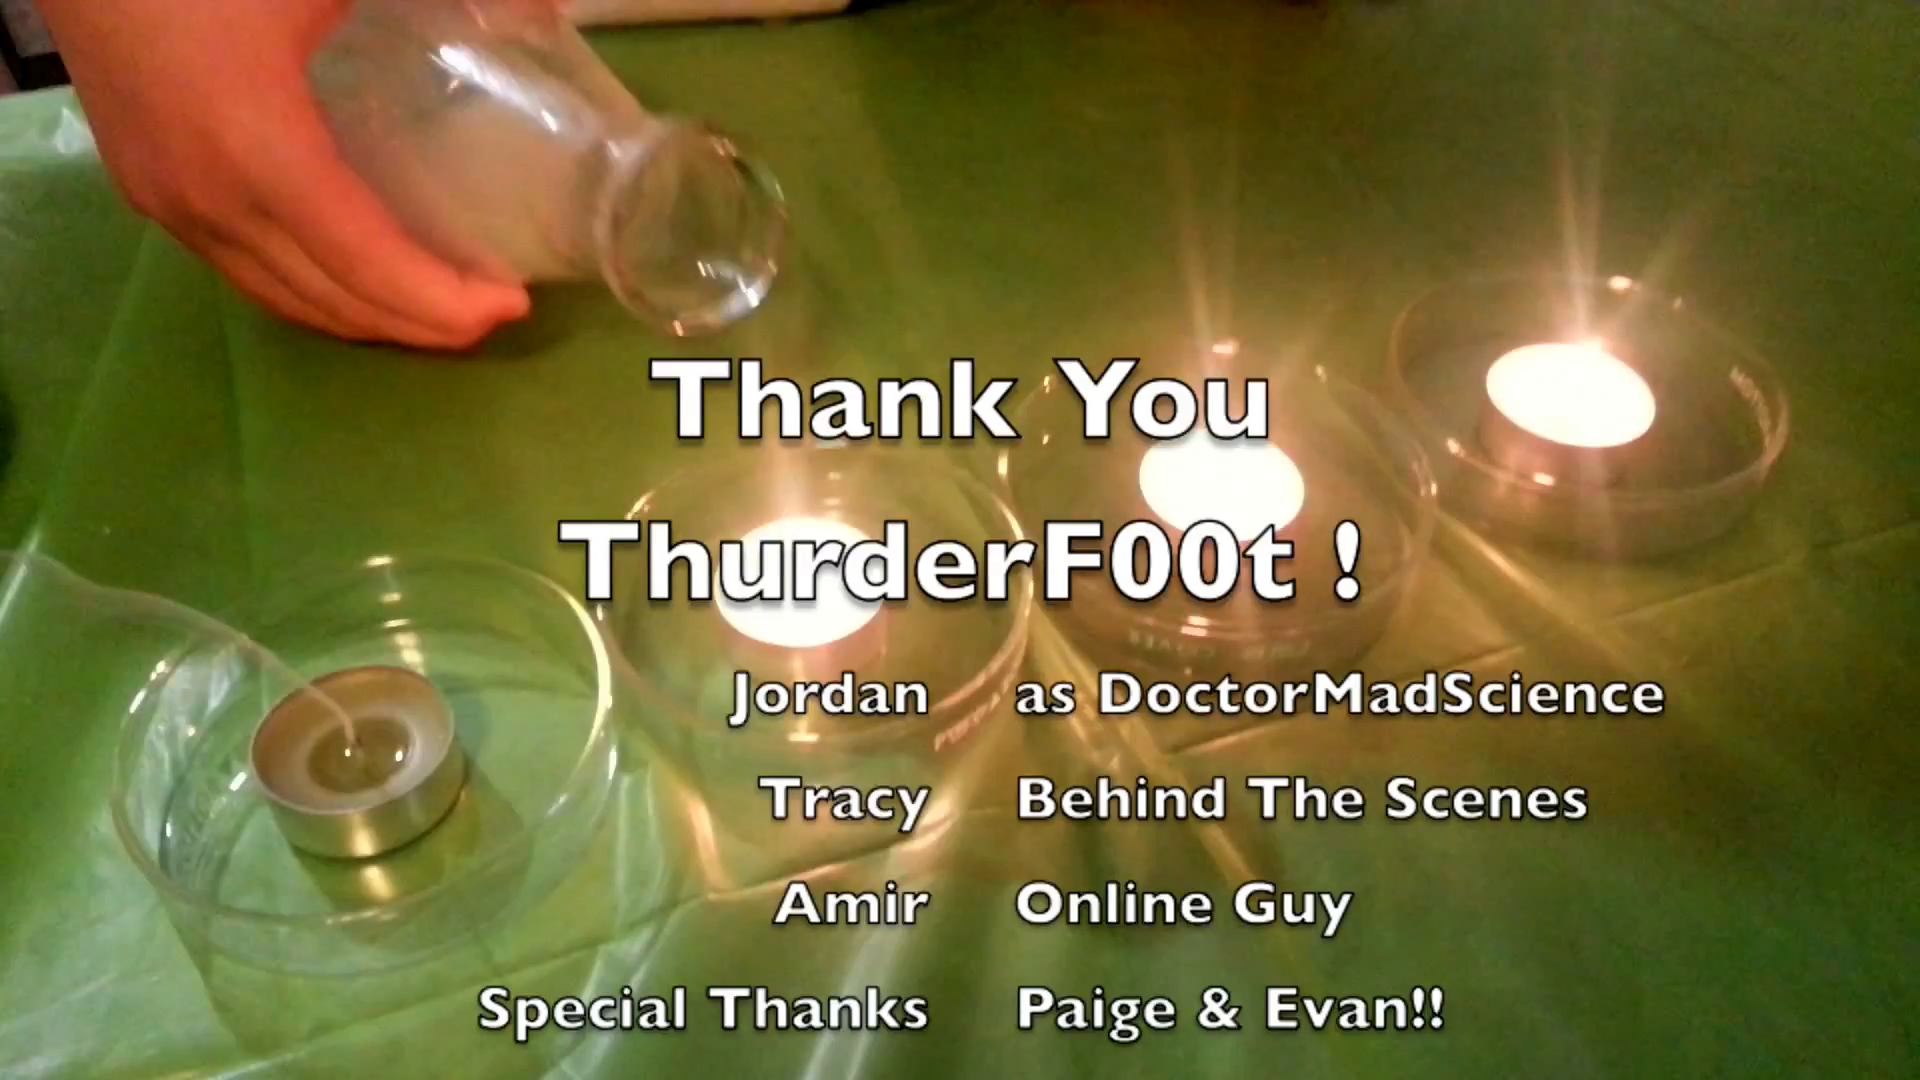 Thank You
ThurderF00t !
Jordan as DoctorMadScience
Tracy Behind The Scenes
Amir Online Guy
Special Thanks Paige & Evan!!